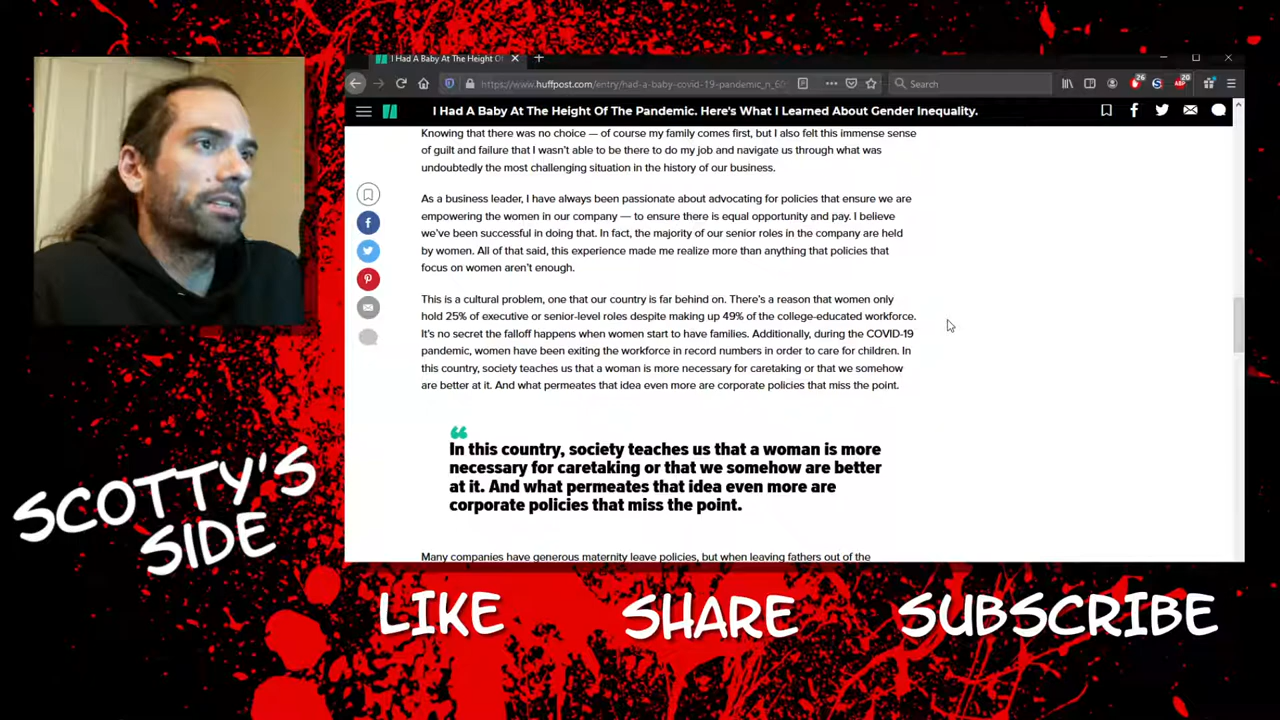 I Had A Baby At The Height Of
https://www.huffpost.com/entry/had-a-baby-covid-19-pandemic_n_60
Search
26
20
I Had A Baby At The Height Of The Pandemic. Here's What I Learned About Gender Inequality.
Knowing that there was no choice — of course my family comes first, but I also felt this immense sense
of guilt and failure that I wasn't able to be there to do my job and navigate us through what was
undoubtedly the most challenging situation in the history of our business.
As a business leader, I have always been passionate about advocating for policies that ensure we are
empowering the women in our company — to ensure there is equal opportunity and pay. I believe
we've been successful in doing that. In fact, the majority of our senior roles in the company are held
by women. All of that said, this experience made me realize more than anything that policies that
focus on women aren't enough.
This is a cultural problem, one that our country is far behind on. There's a reason that women only
hold 25% of executive or senior-level roles despite making up 49% of the college-educated workforce.
It's no secret the falloff happens when women start to have families. Additionally, during the COVID-19
pandemic, women have been exiting the workforce in record numbers in order to care for children. In
this country, society teaches us that a woman is more necessary for caretaking or that we somehow
are better at it. And what permeates that idea even more are corporate policies that miss the point.
“
In this country, society teaches us that a woman is more
necessary for caretaking or that we somehow are better
at it. And what permeates that idea even more are
corporate policies that miss the point.
Many companies have generous maternity leave policies, but when leaving fathers out of the
SCOTTY'S
SIDE
LIKE
SHARE
SUBSCRIBE